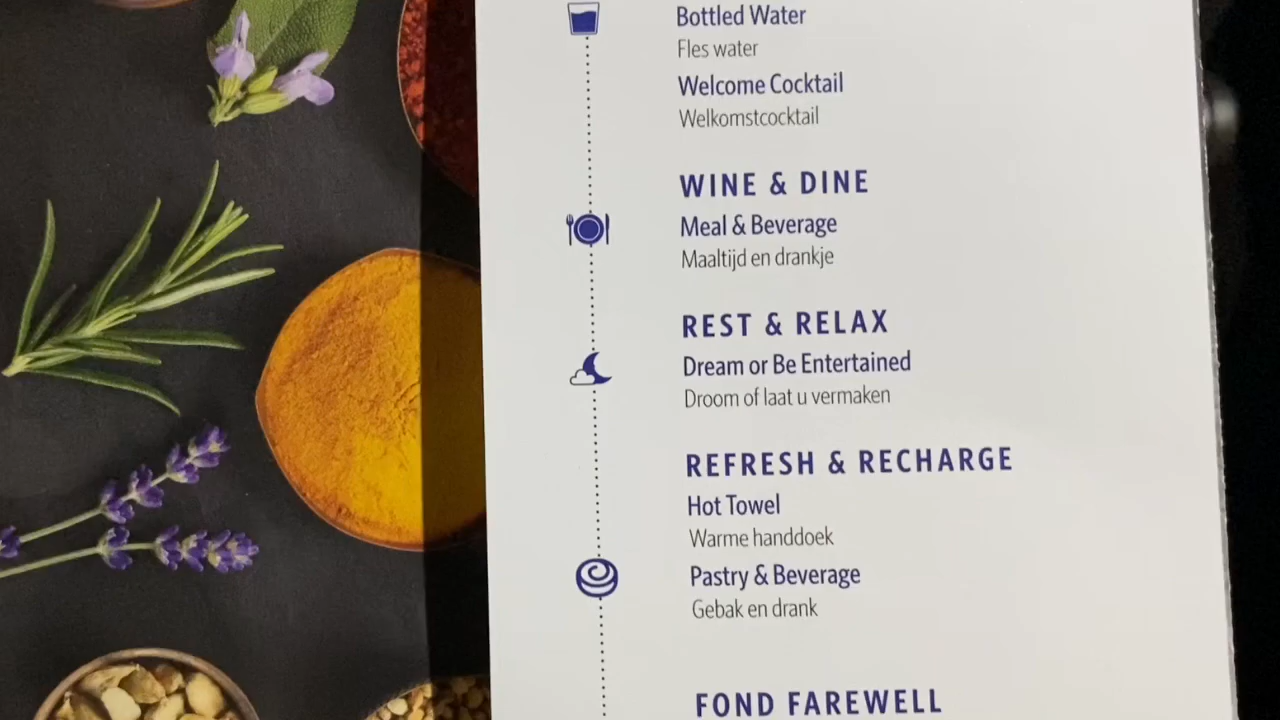 Bottled Water
Fles water
Welcome Cocktail
Welkomstcocktail
WINE & DINE
Meal & Beverage
Maaltijd en drankje
REST & RELAX
Dream or Be Entertained
Droom of laat u vermaken
REFRESH & RECHARGE
Hot Towel
Warme handdoek
Pastry & Beverage
Gebak en drank
FOND FAREWELL